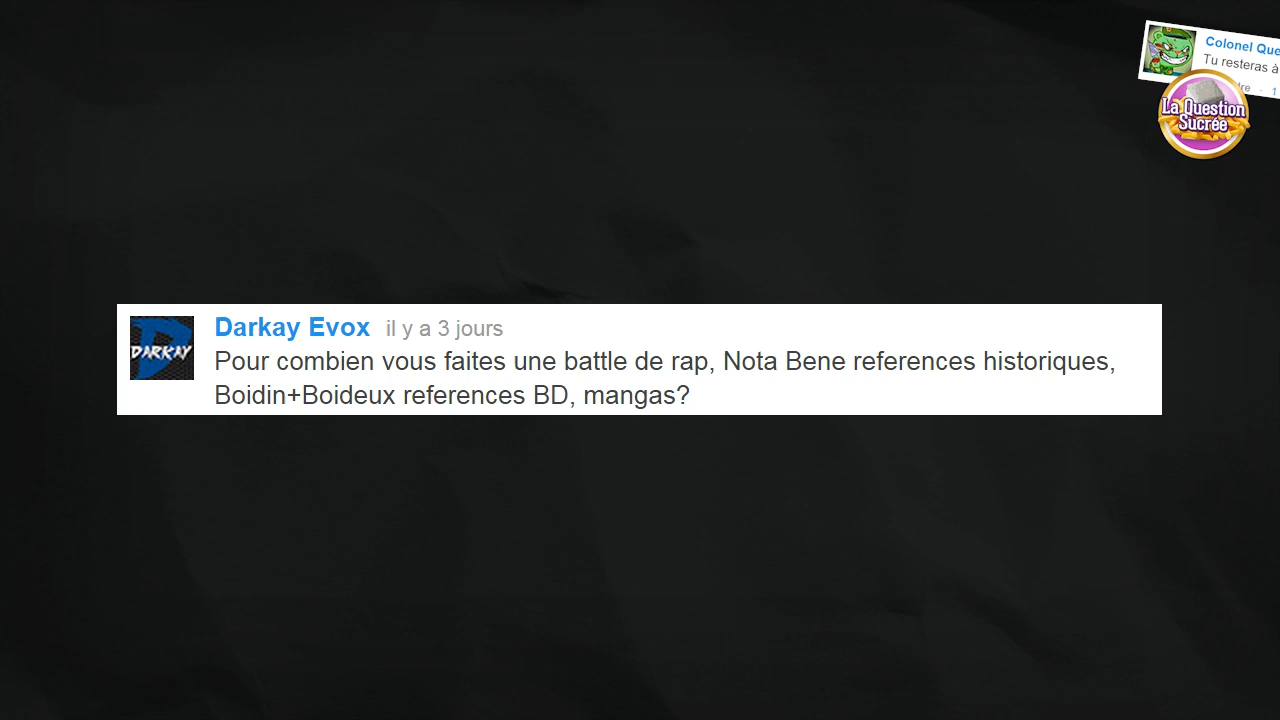 Colonel Que
Tu resteras à
La Question
Sucrée
Darkay Evox il y a 3 jours
DARKAY
Pour combien vous faites une battle de rap, Nota Bene references historiques,
Boidin+Boideux references BD, mangas?